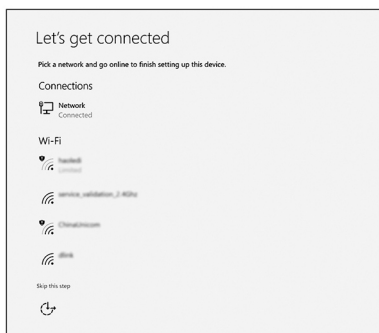 Let's get connected
Pick a network and go online to finish setting up this device.
Connections
Network
Connected
Wi-Fi
Limited
service_validation_2.4Ghz
ChinaUnicom
dlink
Skip this step